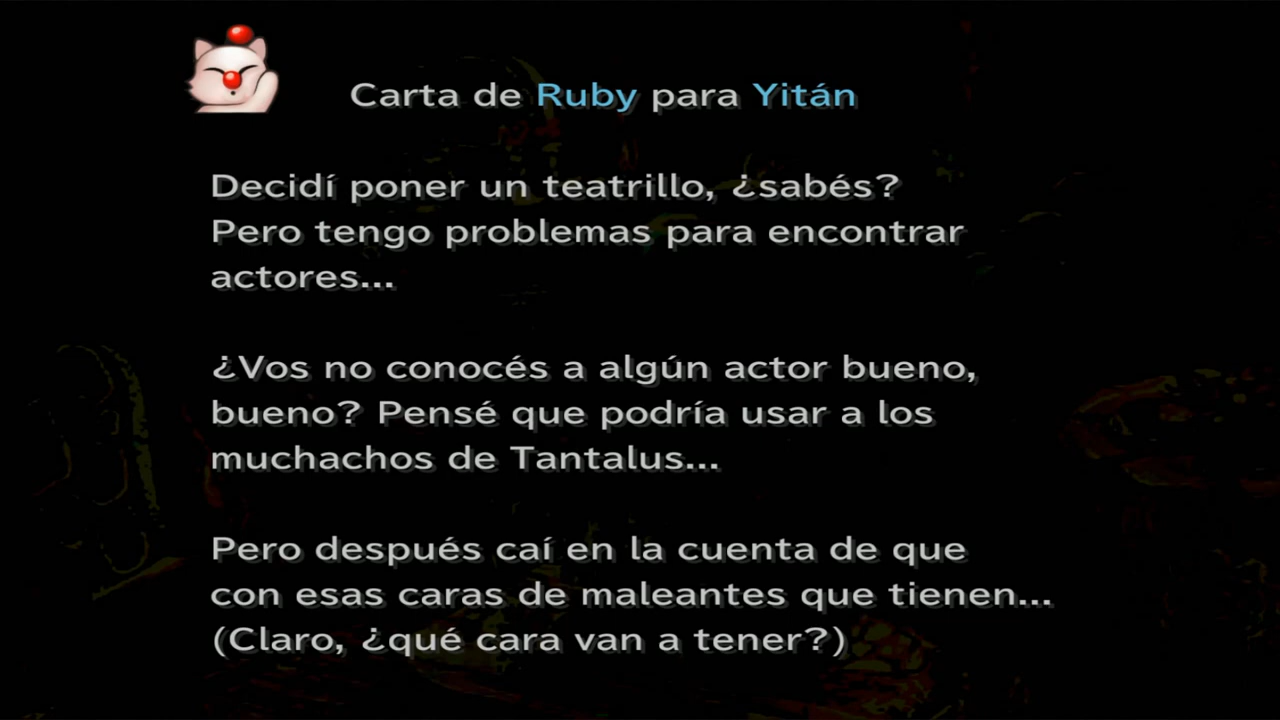 Carta de Ruby para Yitán
Decidí poner un teatrillo, ¿sabés?
Pero tengo problemas para encontrar
actores...
¿Vos no conocés a algún actor bueno,
bueno? Pensé que podría usar a los
muchachos de Tantalus...
Pero después caí en la cuenta de que
con esas caras de maleantes que tienen...
(Claro, ¿qué cara van a tener?)